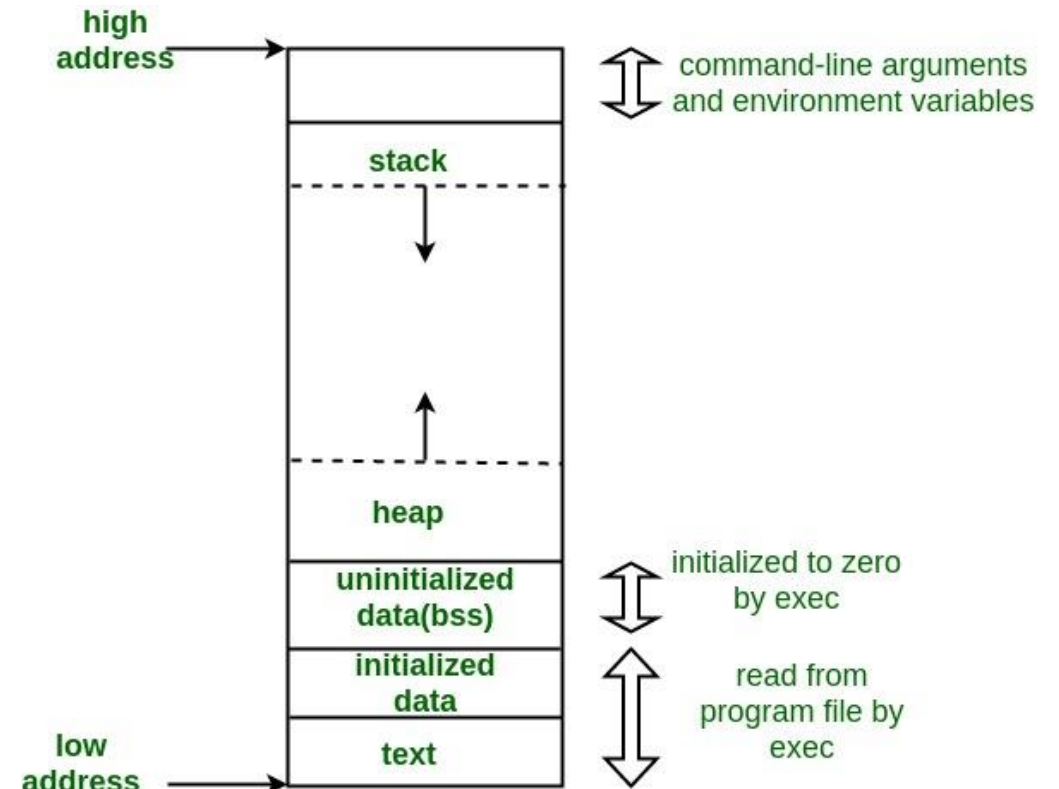 high
address
command-line arguments
and environment variables
stack
heap
uninitialized
data(bss)
initialized to zero
by exec
initialized
data
read from
program file by
exec
text
low
address